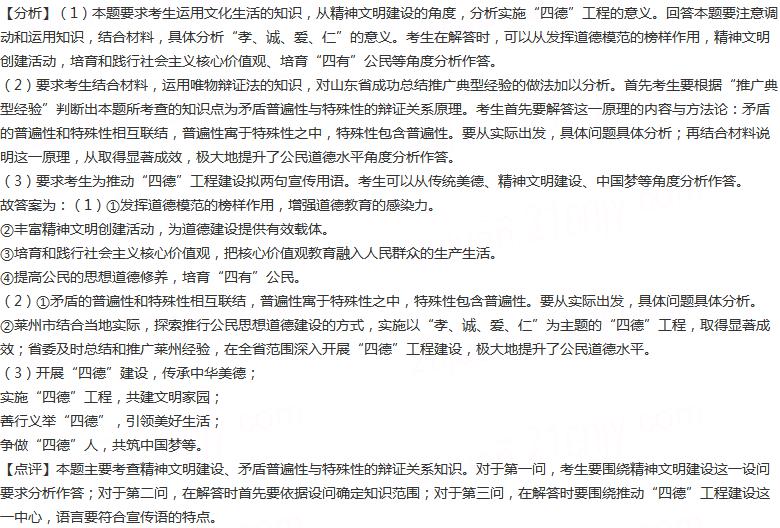 【分析】（1）本题要求考生运用文化生活的知识，从精神文明建设的角度，分析实施“四德”工程的意义。回答本题要注意调
动和运用知识，结合材料，具体分析“孝、诚、爱、仁”的意义。考生在解答时，可以从发挥道德模范的榜样作用，精神文明
创建活动，培育和践行社会主义核心价值观、培育“四有”公民等角度分析作答。
（2）要求考生结合材料，运用唯物辩证法的知识，对山东省成功总结推广典型经验的做法加以分析。首先考生要根据“推广典
型经验”判断出本题所考查的知识点为矛盾普遍性与特殊性的辩证关系原理。考生首先要解答这一原理的内容与方法论：矛盾
的普遍性和特殊性相互联结，普遍性寓于特殊性之中，特殊性包含普遍性。要从实际出发，具体问题具体分析；再结合材料说
明这一原理，从取得显著成效，极大地提升了公民道德水平角度分析作答。
（3）要求考生为推动“四德”工程建设拟两句宣传用语。考生可以从传统美德、精神文明建设、中国梦等角度分析作答。
故答案为：（1）①发挥道德模范的榜样作用，增强道德教育的感染力。
②丰富精神文明创建活动，为道德建设提供有效载体。
③培育和践行社会主义核心价值观，把核心价值观教育融入人民群众的生产生活。
④提高公民的思想道德修养，培育“四有”公民。
（2）①矛盾的普遍性和特殊性相互联结，普遍性寓于特殊性之中，特殊性包含普遍性。要从实际出发，具体问题具体分析。
②莱州市结合当地实际，探索推行公民思想道德建设的方式，实施以“孝、诚、爱、仁”为主题的“四德”工程，取得显著成
效；省委及时总结和推广莱州经验，在全省范围深入开展“四德”工程建设，极大地提升了公民道德水平。
（3）开展“四德”建设，传承中华美德；
实施“四德”工程，共建文明家园；
善行义举“四德”，引领美好生活；
争做“四德”人，共筑中国梦等。
【点评】本题主要考查精神文明建设、矛盾普遍性与特殊性的辩证关系知识。对于第一问，考生要围绕精神文明建设这一设问
要求分析作答；对于第二问，在解答时首先要依据设问确定知识范围；对于第三问，在解答时要围绕推动“四德”工程建设这
一中心，语言要符合宣传语的特点。